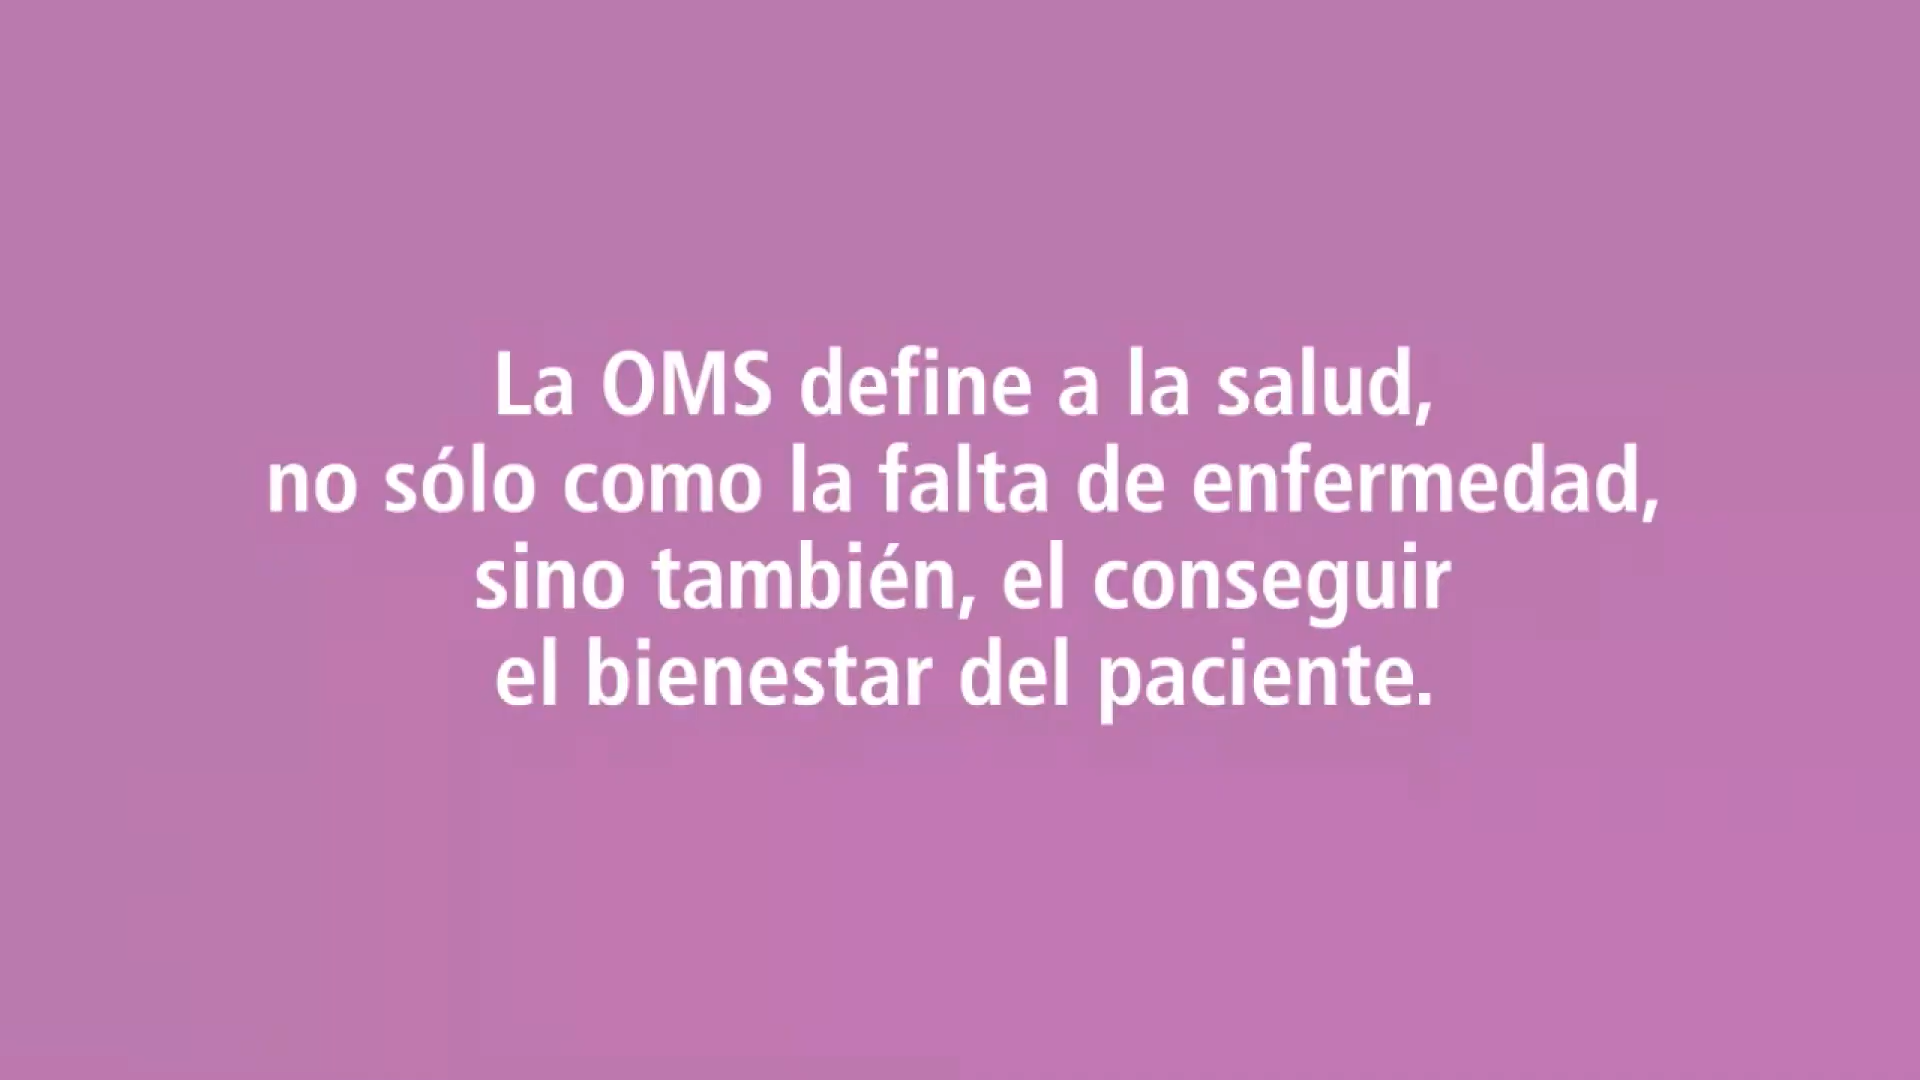 La OMS define a la salud,
no sólo como la falta de enfermedad,
sino también, el conseguir
el bienestar del paciente.